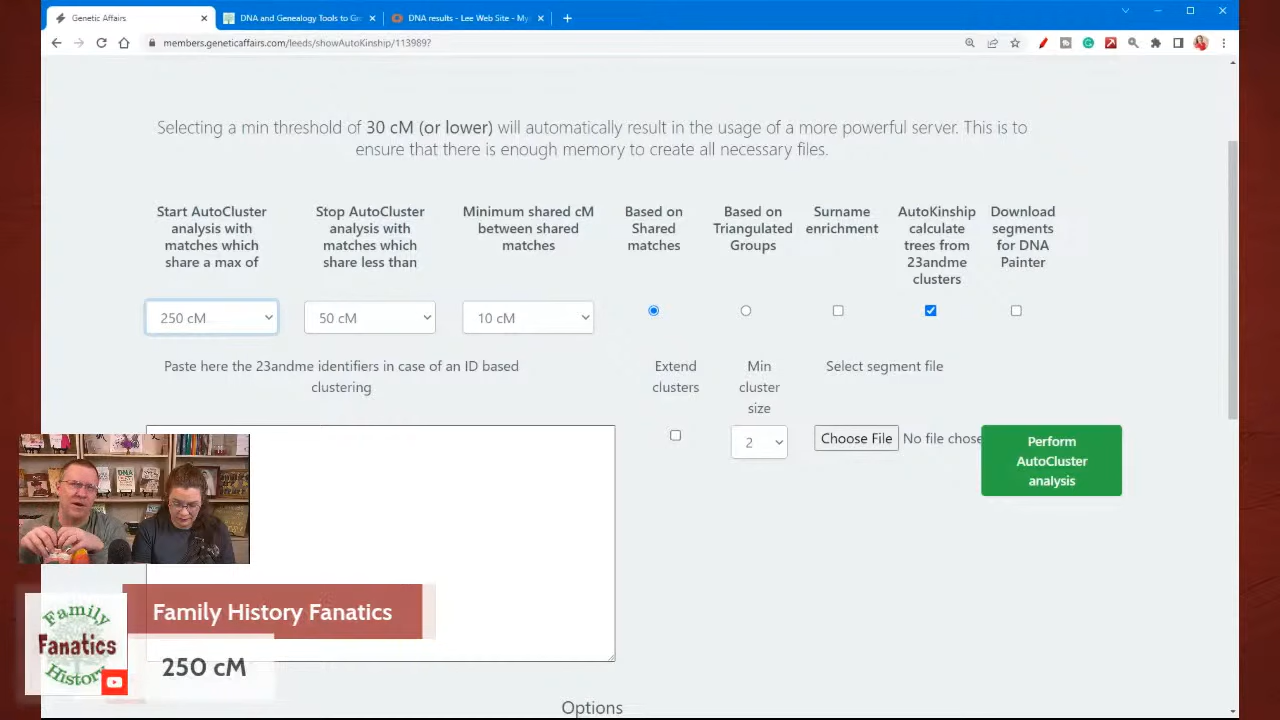 Genetic Affairs
DNA and Genealogy Tools to Gr
DNA results - Lee Web Site - My
members.geneticaffairs.com/leeds/showAutoKinship/113989?
Selecting a min threshold of 30 cM (or lower) will automatically result in the usage of a more powerful server. This is to
ensure that there is enough memory to create all necessary files.
Start AutoCluster
analysis with
matches which
share a max of
Stop AutoCluster
analysis with
matches which
share less than
Minimum shared cM
between shared
matches
Based on
Shared
matches
Based on
Triangulated
Groups
Surname
enrichment
AutoKinship
calculate
trees from
23andme
clusters
Download
segments
for DNA
Painter
250 cM
50 cM
10 cM
Paste here the 23andme identifiers in case of an ID based
clustering
Extend
clusters
Min
cluster
size
Select segment file
2
Choose File No file chose
Perform
AutoCluster
analysis
Family
Fanatics
History
Family History Fanatics
250 cM
Options